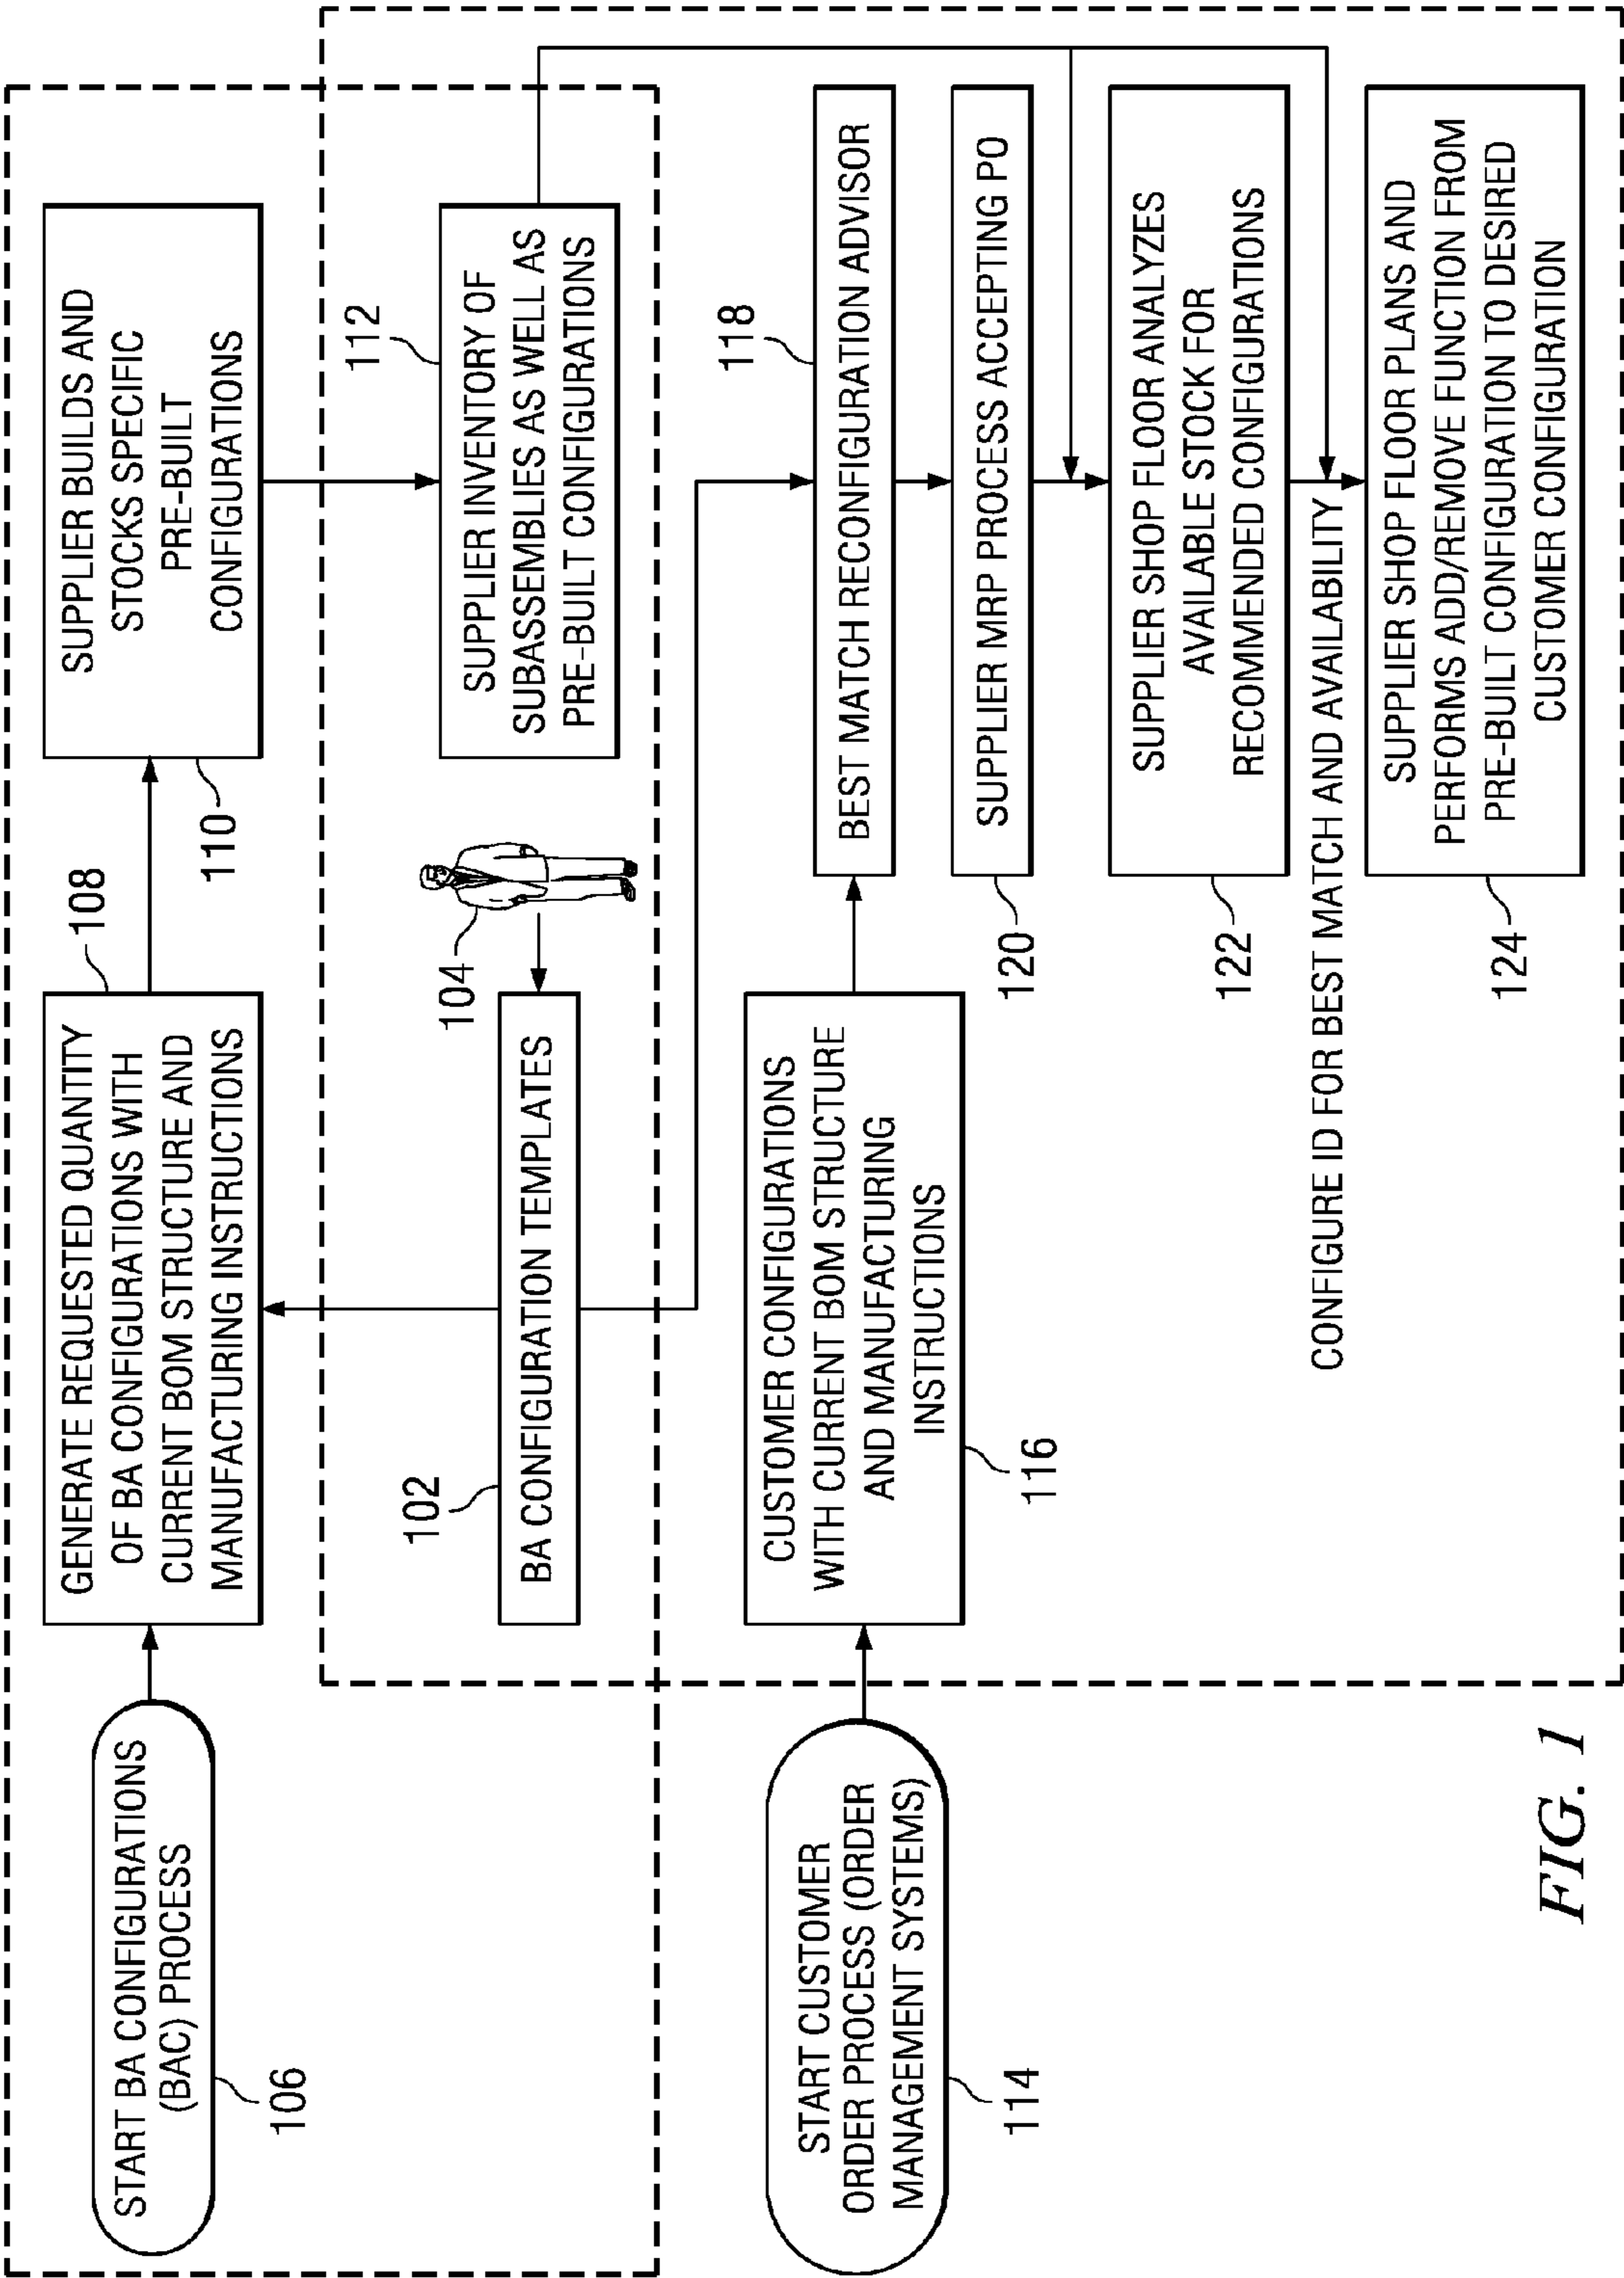 START BA CONFIGURATIONS
(BAC) PROCESS
106
GENERATE REQUESTED QUANTITY
OF BA CONFIGURATIONS WITH
CURRENT BOM STRUCTURE AND
MANUFACTURING INSTRUCTIONS
108
SUPPLIER BUILDS AND
STOCKS SPECIFIC
PRE-BUILT
CONFIGURATIONS
110
102
BA CONFIGURATION TEMPLATES
104
112
SUPPLIER INVENTORY OF
SUBASSEMBLIES AS WELL AS
PRE-BUILT CONFIGURATIONS
START CUSTOMER
ORDER PROCESS (ORDER
MANAGEMENT SYSTEMS)
114
CUSTOMER CONFIGURATIONS
WITH CURRENT BOM STRUCTURE
AND MANUFACTURING
INSTRUCTIONS
116
118
BEST MATCH RECONFIGURATION ADVISOR
SUPPLIER MRP PROCESS ACCEPTING PO
120
SUPPLIER SHOP FLOOR ANALYZES
AVAILABLE STOCK FOR
RECOMMENDED CONFIGURATIONS
122
CONFIGURE ID FOR BEST MATCH AND AVAILABILITY
SUPPLIER SHOP FLOOR PLANS AND
PERFORMS ADD/REMOVE FUNCTION FROM
PRE-BUILT CONFIGURATION TO DESIRED
CUSTOMER CONFIGURATION
124
FIG. 1